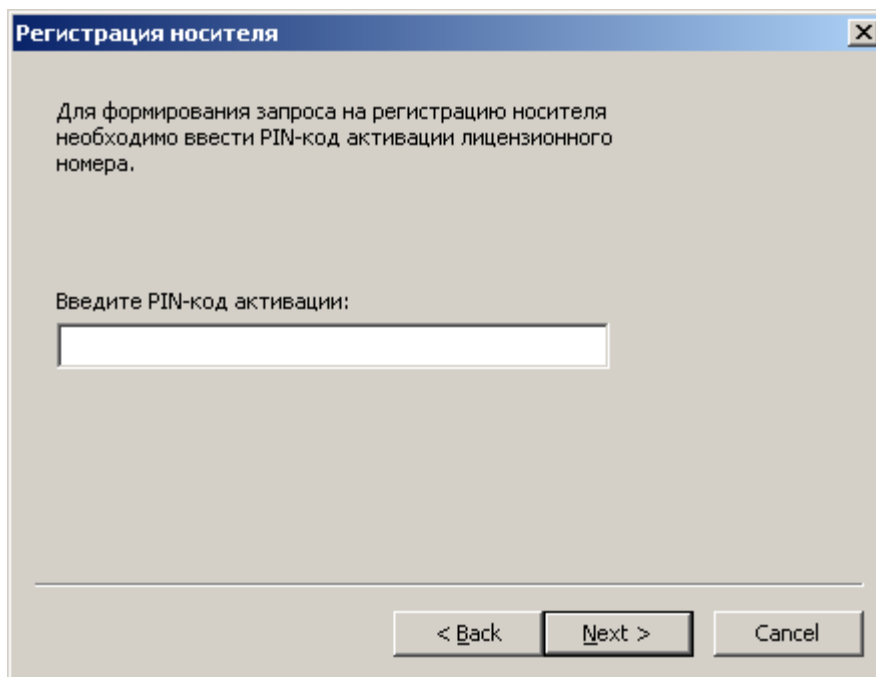 Регистрация носителя
Для формирования запроса на регистрацию носителя
необходимо ввести PIN-код активации лицензионного
номера.
Введите PIN-код активации:
< Back
Next >
Cancel